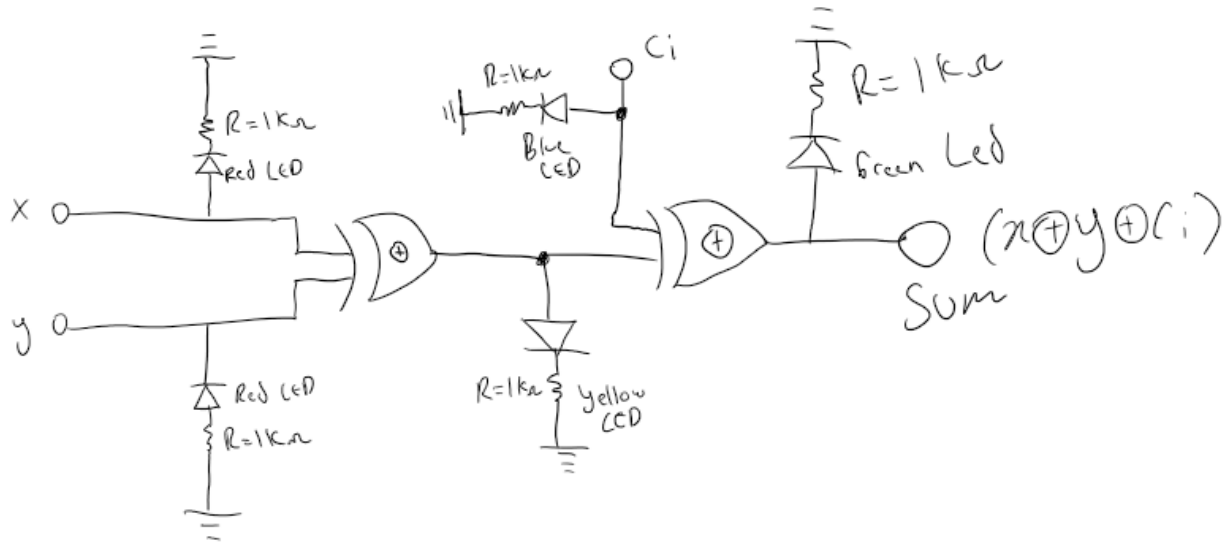 Ci
R=1kΩ
R=1kΩ
R=1kΩ
Red LED
Blue
LED
Green Led
x
(x⊕y⊕Ci)
⊕
⊕
Sum
y
Red LED
R=1kΩ
R=1kΩ
yellow
LED